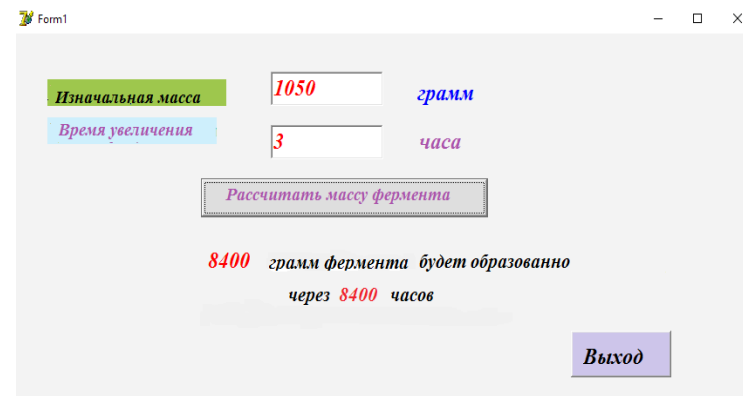 Form1
Изначальная масса 1050 грамм
Время увеличения 3 часа
Рассчитать массу фермента
8400 грамм фермента будет образованно
через 8400 часов
Выход